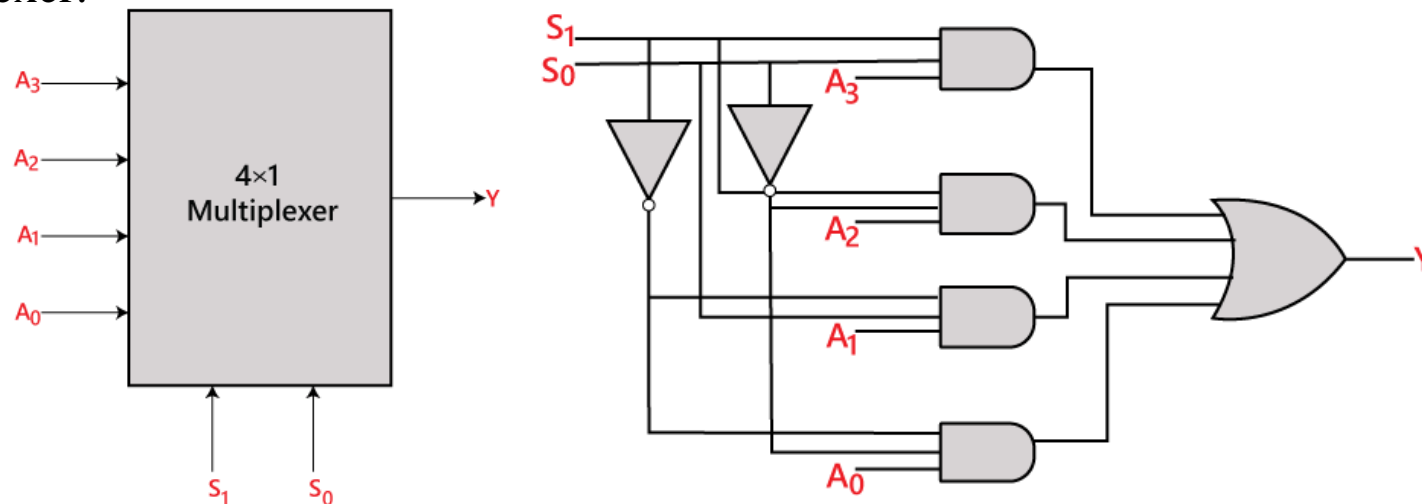 A₃
A₂
A₁
A₀
4×1
Multiplexer
Y
S₁ S₀
S₁
S₀
A₃
A₂
A₁
A₀
Y